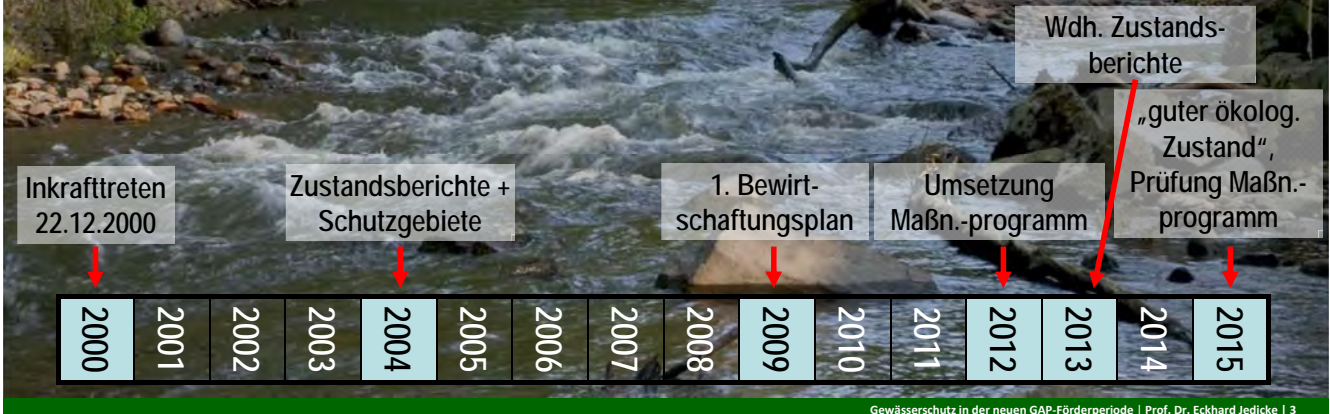 Wdh. Zustands-
berichte
„guter ökolog.
Zustand“,
Prüfung Maßn.-
programm
Inkrafttreten
22.12.2000
Zustandsberichte +
Schutzgebiete
1. Bewirt-
schaftungsplan
Umsetzung
Maßn.-programm
2000
2001
2002
2003
2004
2005
2006
2007
2008
2009
2010
2011
2012
2013
2014
2015
Gewässerschutz in der neuen GAP-Förderperiode | Prof. Dr. Eckhard Jedicke | 3